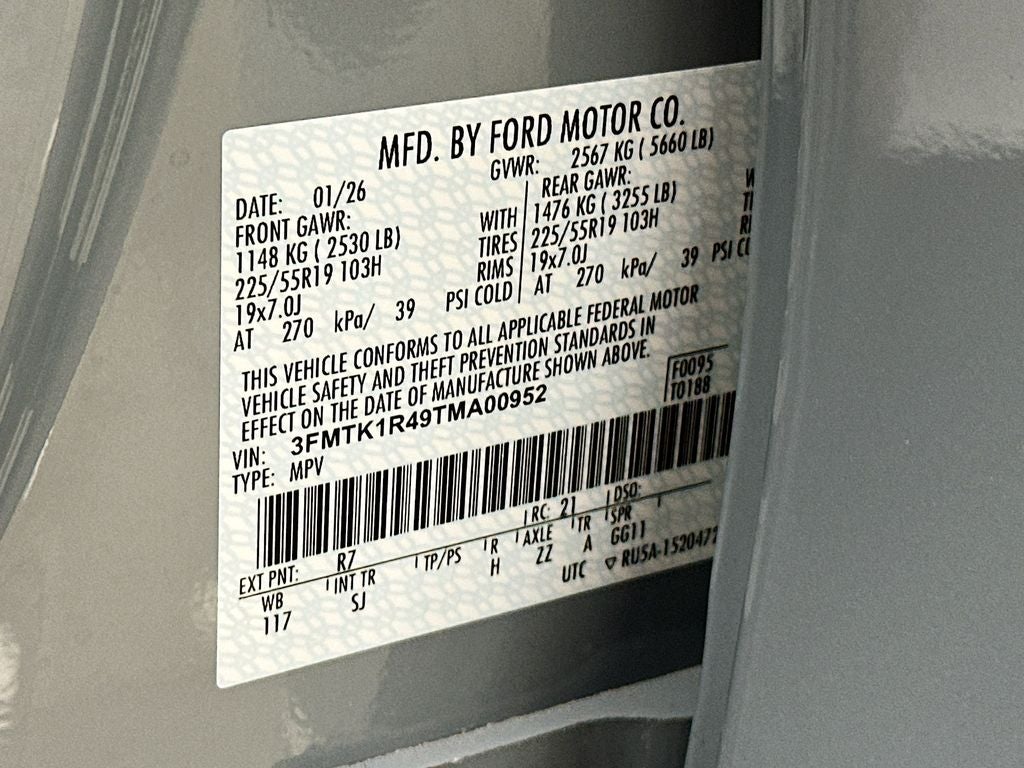 MFD. BY FORD MOTOR CO.
GVWR: 2567 KG ( 5660 LB)
DATE: 01/26
FRONT GAWR:
1148 KG ( 2530 LB) WITH
225/55R19 103H TIRES
19x7.0J RIMS
AT 270 kPa/ 39 PSI COLD
REAR GAWR:
1476 KG ( 3255 LB)
225/55R19 103H
19x7.0J
AT 270 kPa/ 39 PSI
THIS VEHICLE CONFORMS TO ALL APPLICABLE FEDERAL MOTOR
VEHICLE SAFETY AND THEFT PREVENTION STANDARDS IN
EFFECT ON THE DATE OF MANUFACTURE SHOWN ABOVE.
F0095
T0188
VIN: 3FMTK1R49TMA00952
TYPE: MPV
EXT PNT: R7 RC: 21 DSO:
WB INT TR TP/PS R AXLE TR SPR
117 SJ H ZZ A GG11
UTC ▽ RU5A-1520472